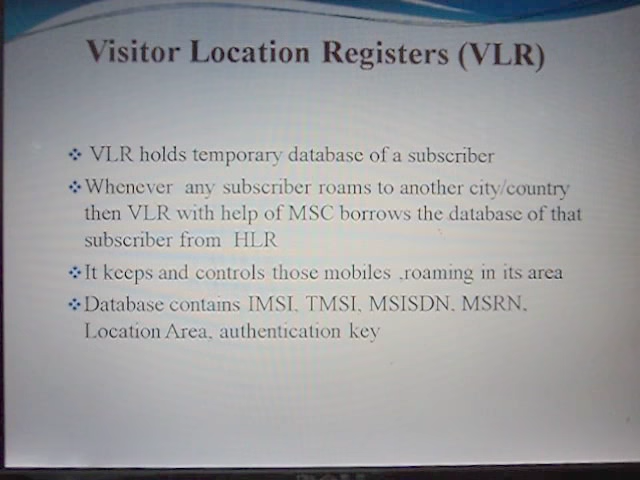 Visitor Location Registers (VLR)
VLR holds temporary database of a subscriber
Whenever any subscriber roams to another city/country
then VLR with help of MSC borrows the database of that
subscriber from HLR
It keeps and controls those mobiles ,roaming in its area
Database contains IMSI, TMSI, MSISDN, MSRN,
Location Area, authentication key